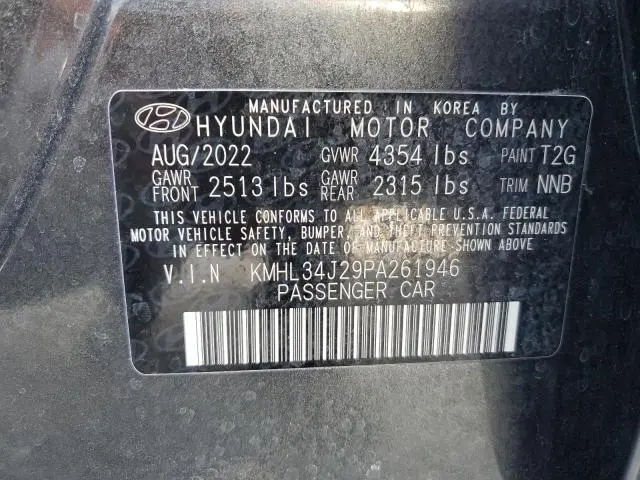 MANUFACTURED IN KOREA BY
HYUNDAI MOTOR COMPANY
AUG/2022 GVWR 4354 lbs PAINT T2G
GAWR FRONT 2513 lbs GAWR REAR 2315 lbs TRIM NNB
THIS VEHICLE CONFORMS TO ALL APPLICABLE U.S.A. FEDERAL
MOTOR VEHICLE SAFETY, BUMPER, AND THEFT PREVENTION STANDARDS
IN EFFECT ON THE DATE OF MANUFACTURE SHOWN ABOVE
V.I.N KMHL34J29PA261946
PASSENGER CAR